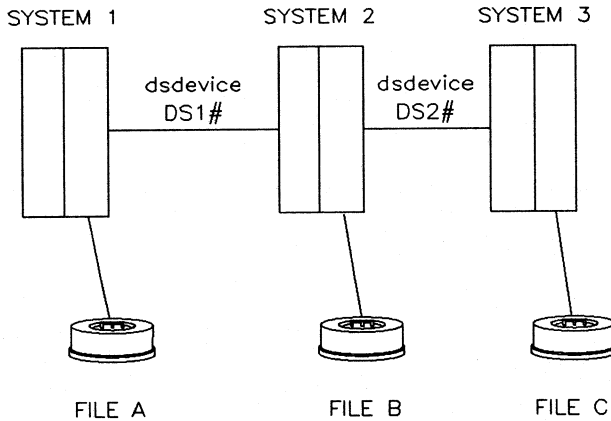 SYSTEM 1
SYSTEM 2
SYSTEM 3
dsdevice
DS1#
dsdevice
DS2#
FILE A
FILE B
FILE C